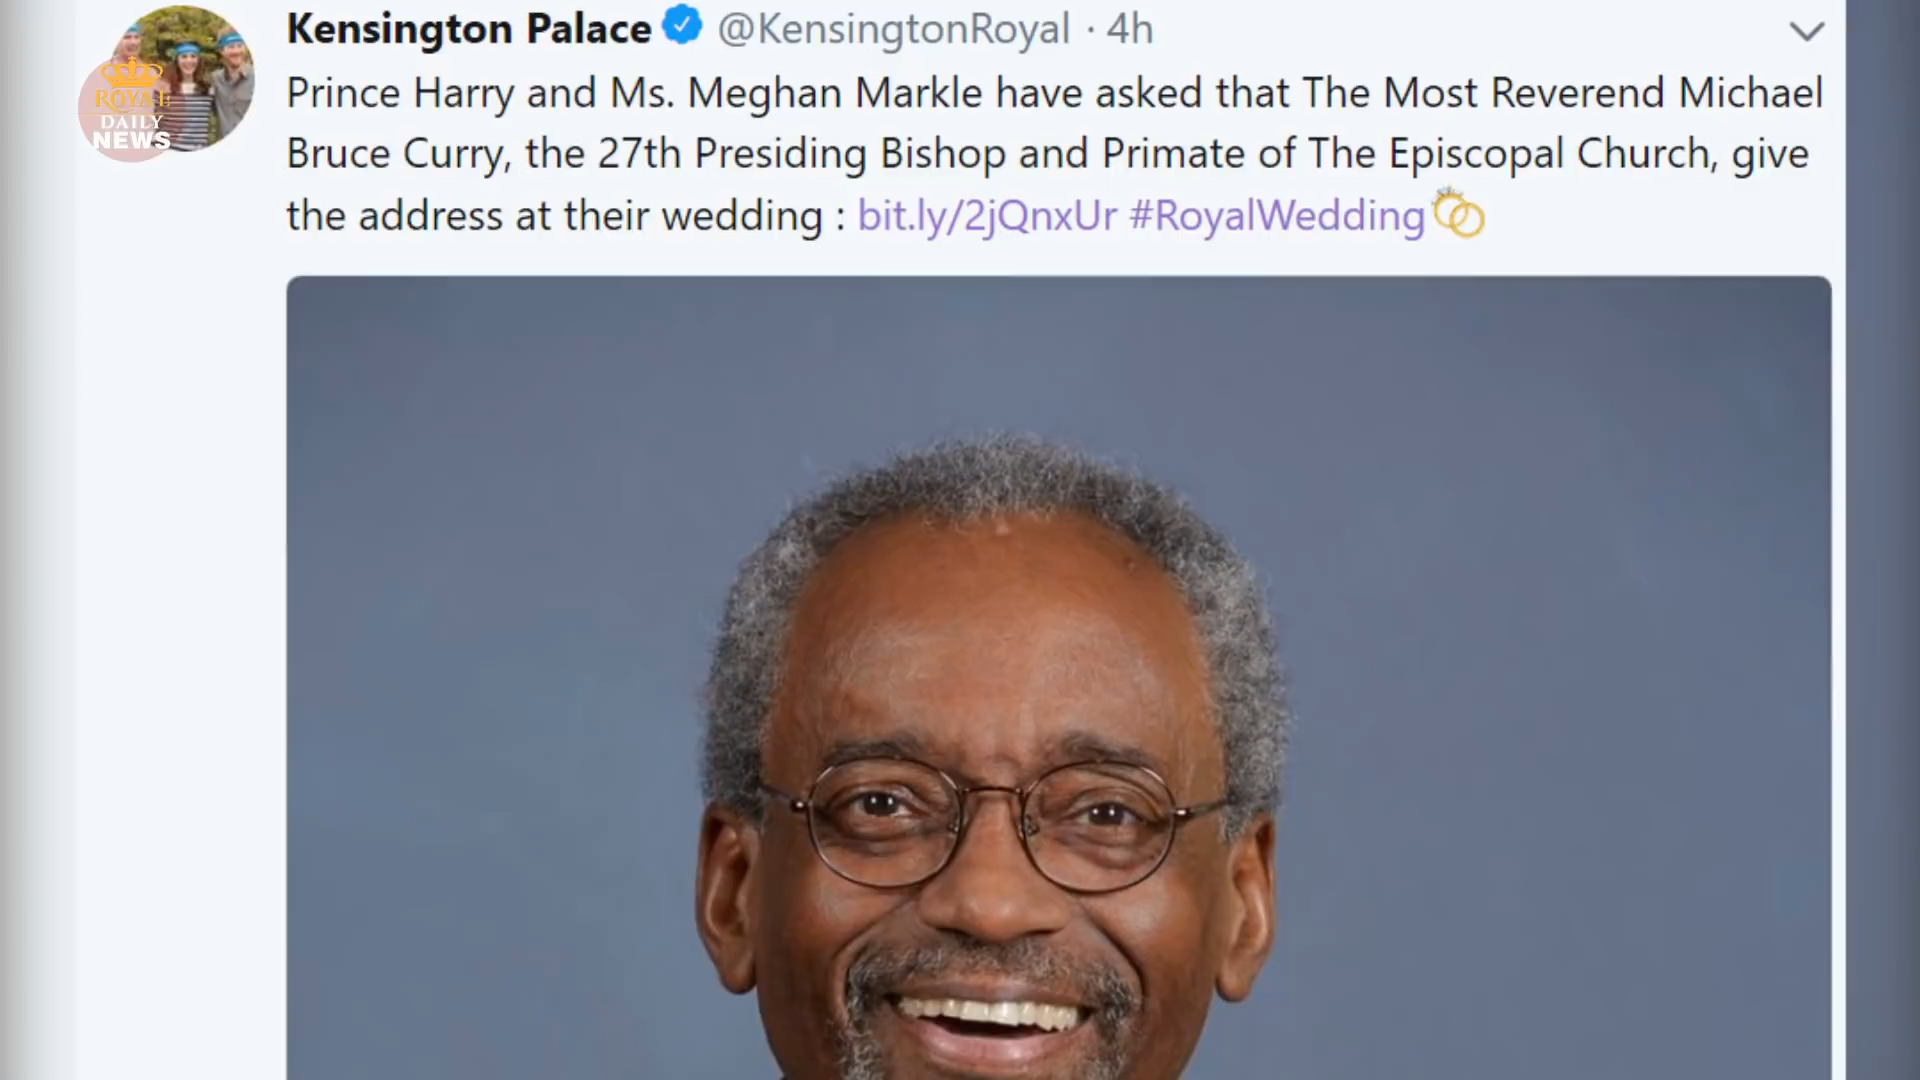 Kensington Palace @KensingtonRoyal · 4h
Prince Harry and Ms. Meghan Markle have asked that The Most Reverend Michael
Bruce Curry, the 27th Presiding Bishop and Primate of The Episcopal Church, give
the address at their wedding : bit.ly/2jQnxUr #RoyalWedding
ROYAL
DAILY
NEWS